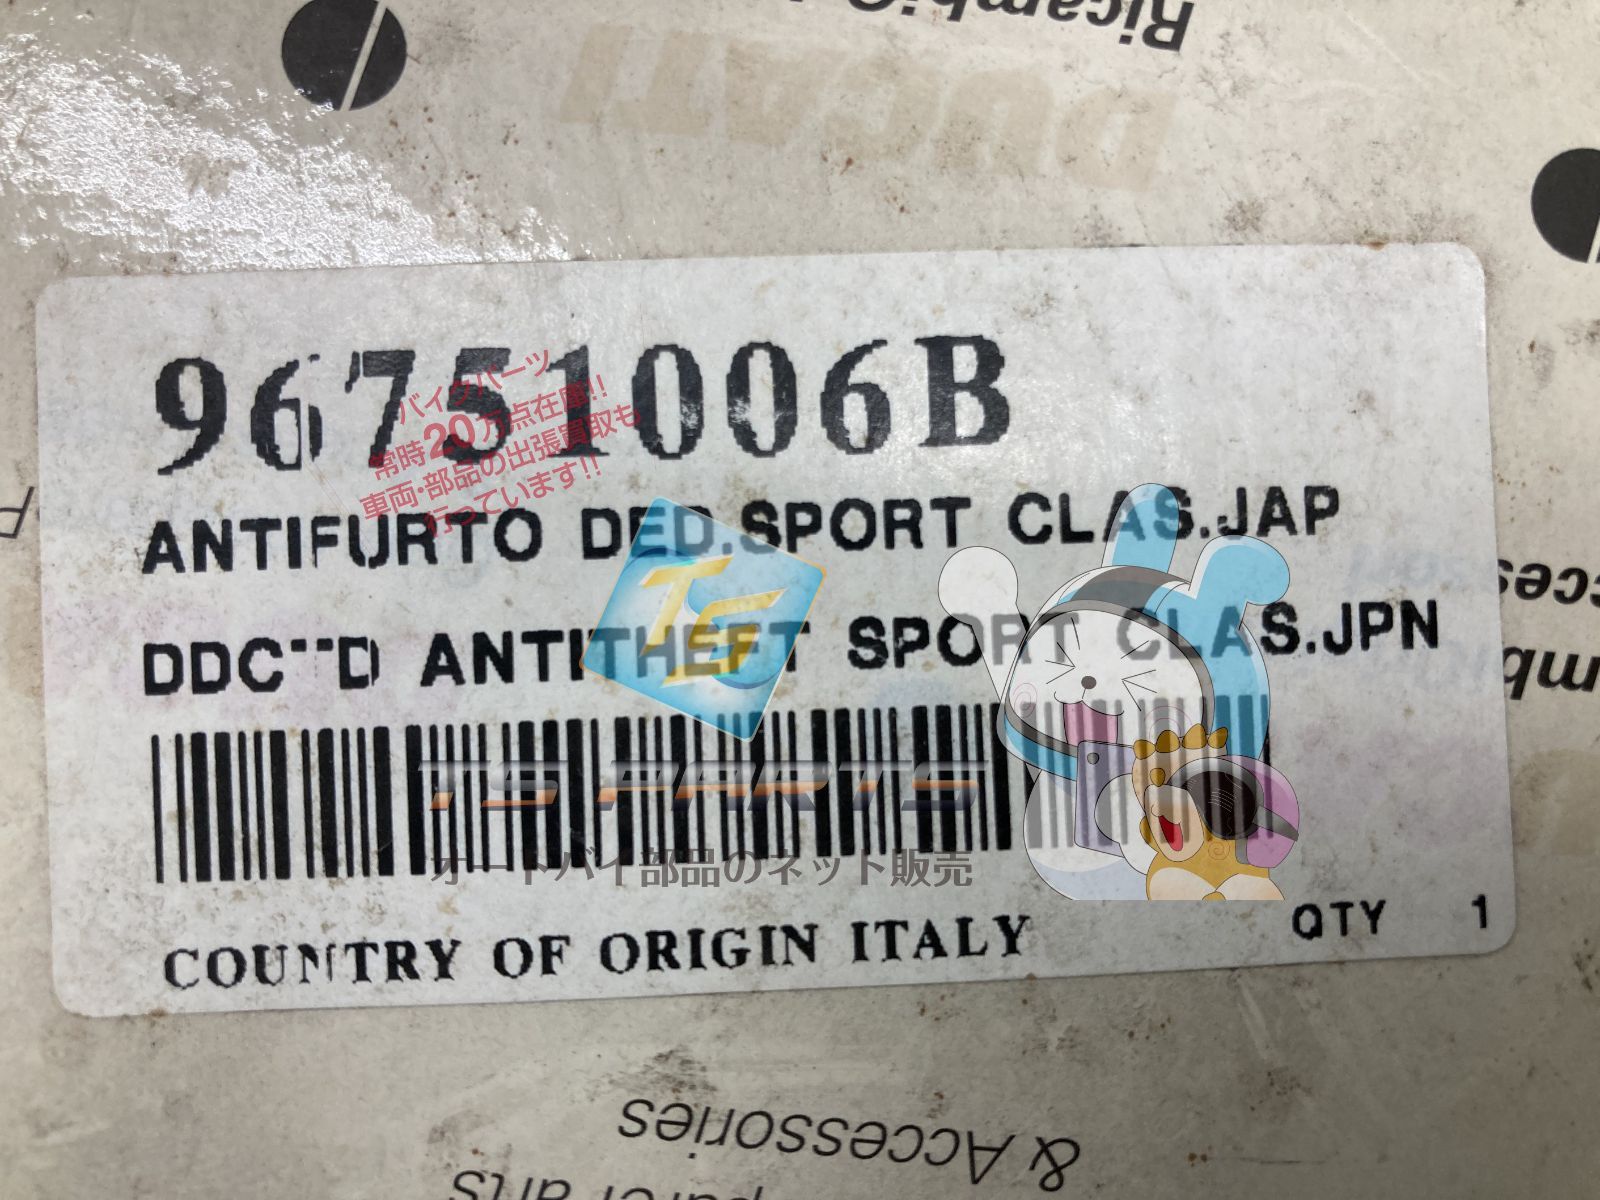 Ricambi
DUCATI
96751006B
バイクパーツ
常時20万点在庫!!
車両・部品の出張買取も
行っています!!
ANTIFURTO DED.SPORT CLAS.JAP
TS
DDC¨¨D ANTITHEFT SPORT CLAS.JPN
TS PARTS
オートバイ部品のネット販売
COUNTRY OF ORIGIN ITALY
QTY 1
& Accessories